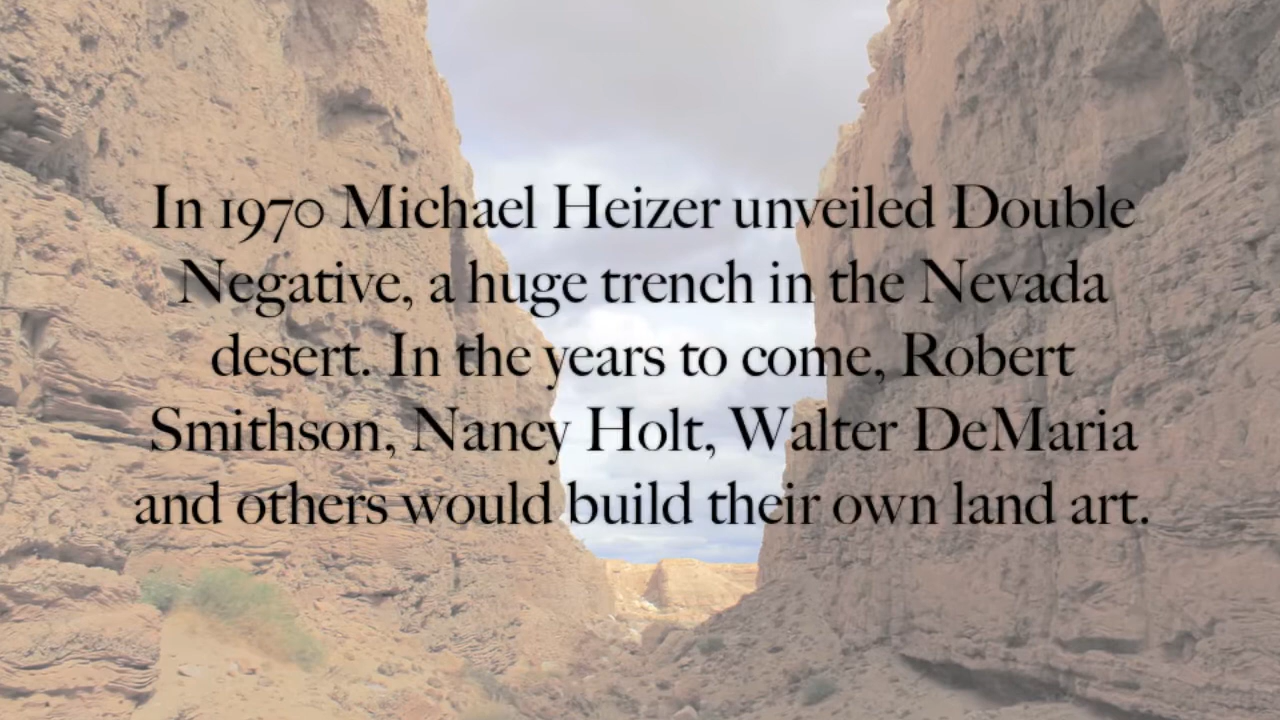 In 1970 Michael Heizer unveiled Double
Negative, a huge trench in the Nevada
desert. In the years to come, Robert
Smithson, Nancy Holt, Walter DeMaria
and others would build their own land art.